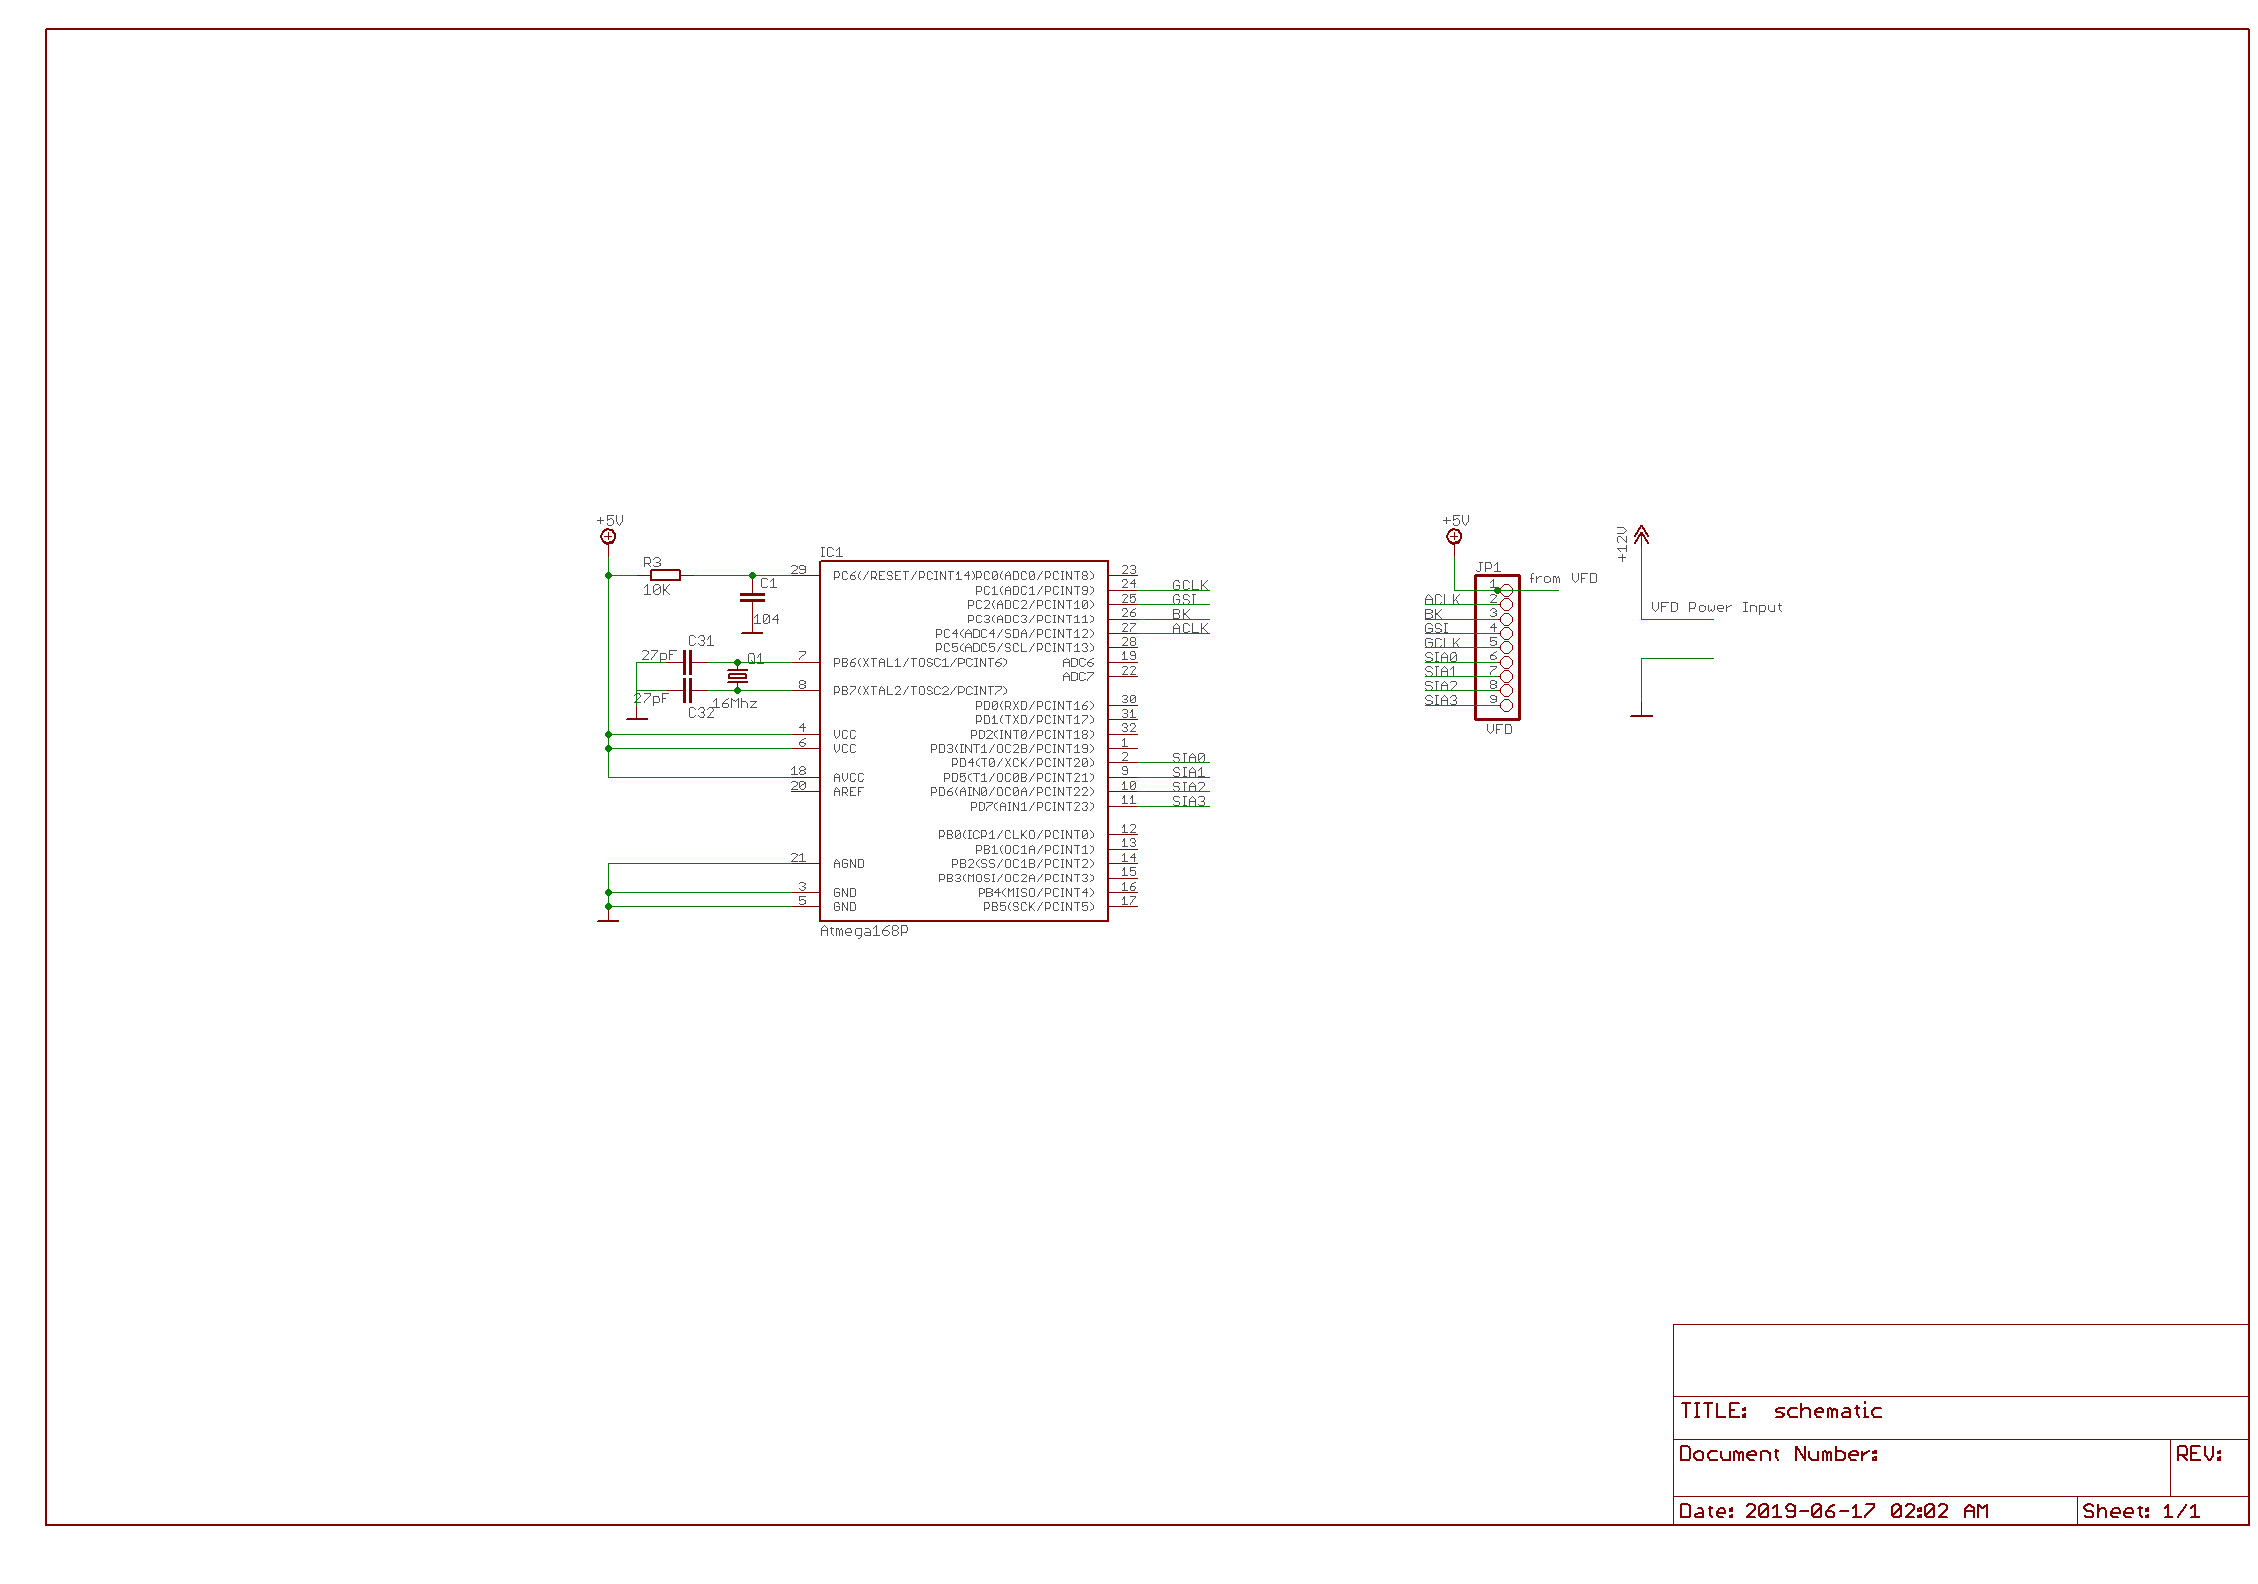 +5V
R3
10K
C1
104
C31
27pF
Q1
27pF
C32
16Mhz
IC1
29 PC6(/RESET/PCINT14)
7 PB6(XTAL1/TOSC1/PCINT6)
8 PB7(XTAL2/TOSC2/PCINT7)
4 VCC
6 VCC
18 AVCC
20 AREF
21 AGND
3 GND
5 GND
PC0(ADC0/PCINT8) 23
PC1(ADC1/PCINT9) 24 GCLK
PC2(ADC2/PCINT10) 25 GSI
PC3(ADC3/PCINT11) 26 BK
PC4(ADC4/SDA/PCINT12) 27 ACLK
PC5(ADC5/SCL/PCINT13) 28
ADC6 19
ADC7 22
PD0(RXD/PCINT16) 30
PD1(TXD/PCINT17) 31
PD2(INT0/PCINT18) 32
PD3(INT1/OC2B/PCINT19) 1
PD4(T0/XCK/PCINT20) 2 SIA0
PD5(T1/OC0B/PCINT21) 9 SIA1
PD6(AIN0/OC0A/PCINT22) 10 SIA2
PD7(AIN1/PCINT23) 11 SIA3
PB0(ICP1/CLKO/PCINT0) 12
PB1(OC1A/PCINT1) 13
PB2(SS/OC1B/PCINT2) 14
PB3(MOSI/OC2A/PCINT3) 15
PB4(MISO/PCINT4) 16
PB5(SCK/PCINT5) 17
Atmega168P
+5V
JP1
1 from VFD
ACLK 2
BK 3
GSI 4
GCLK 5
SIA0 6
SIA1 7
SIA2 8
SIA3 9
VFD
+12V
VFD Power Input
TITLE: schematic
Document Number:
REV:
Date: 2019-06-17 02:02 AM
Sheet: 1/1